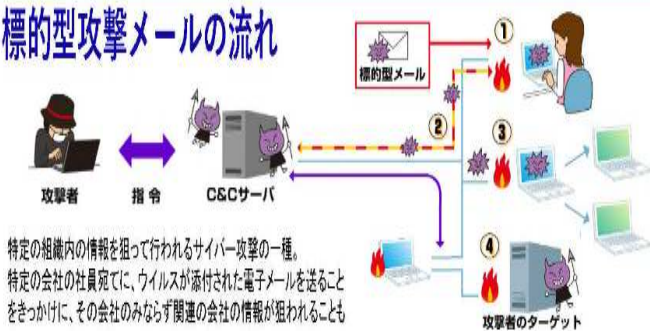 標的型攻撃メールの流れ
標的型メール
①
②
③
④
攻撃者
指令
C&Cサーバ
攻撃者のターゲット
特定の組織内の情報を狙って行われるサイバー攻撃の一種。
特定の会社の社員宛てに、ウイルスが添付された電子メールを送ること
をきっかけに、その会社のみならず関連の会社の情報が狙われることも